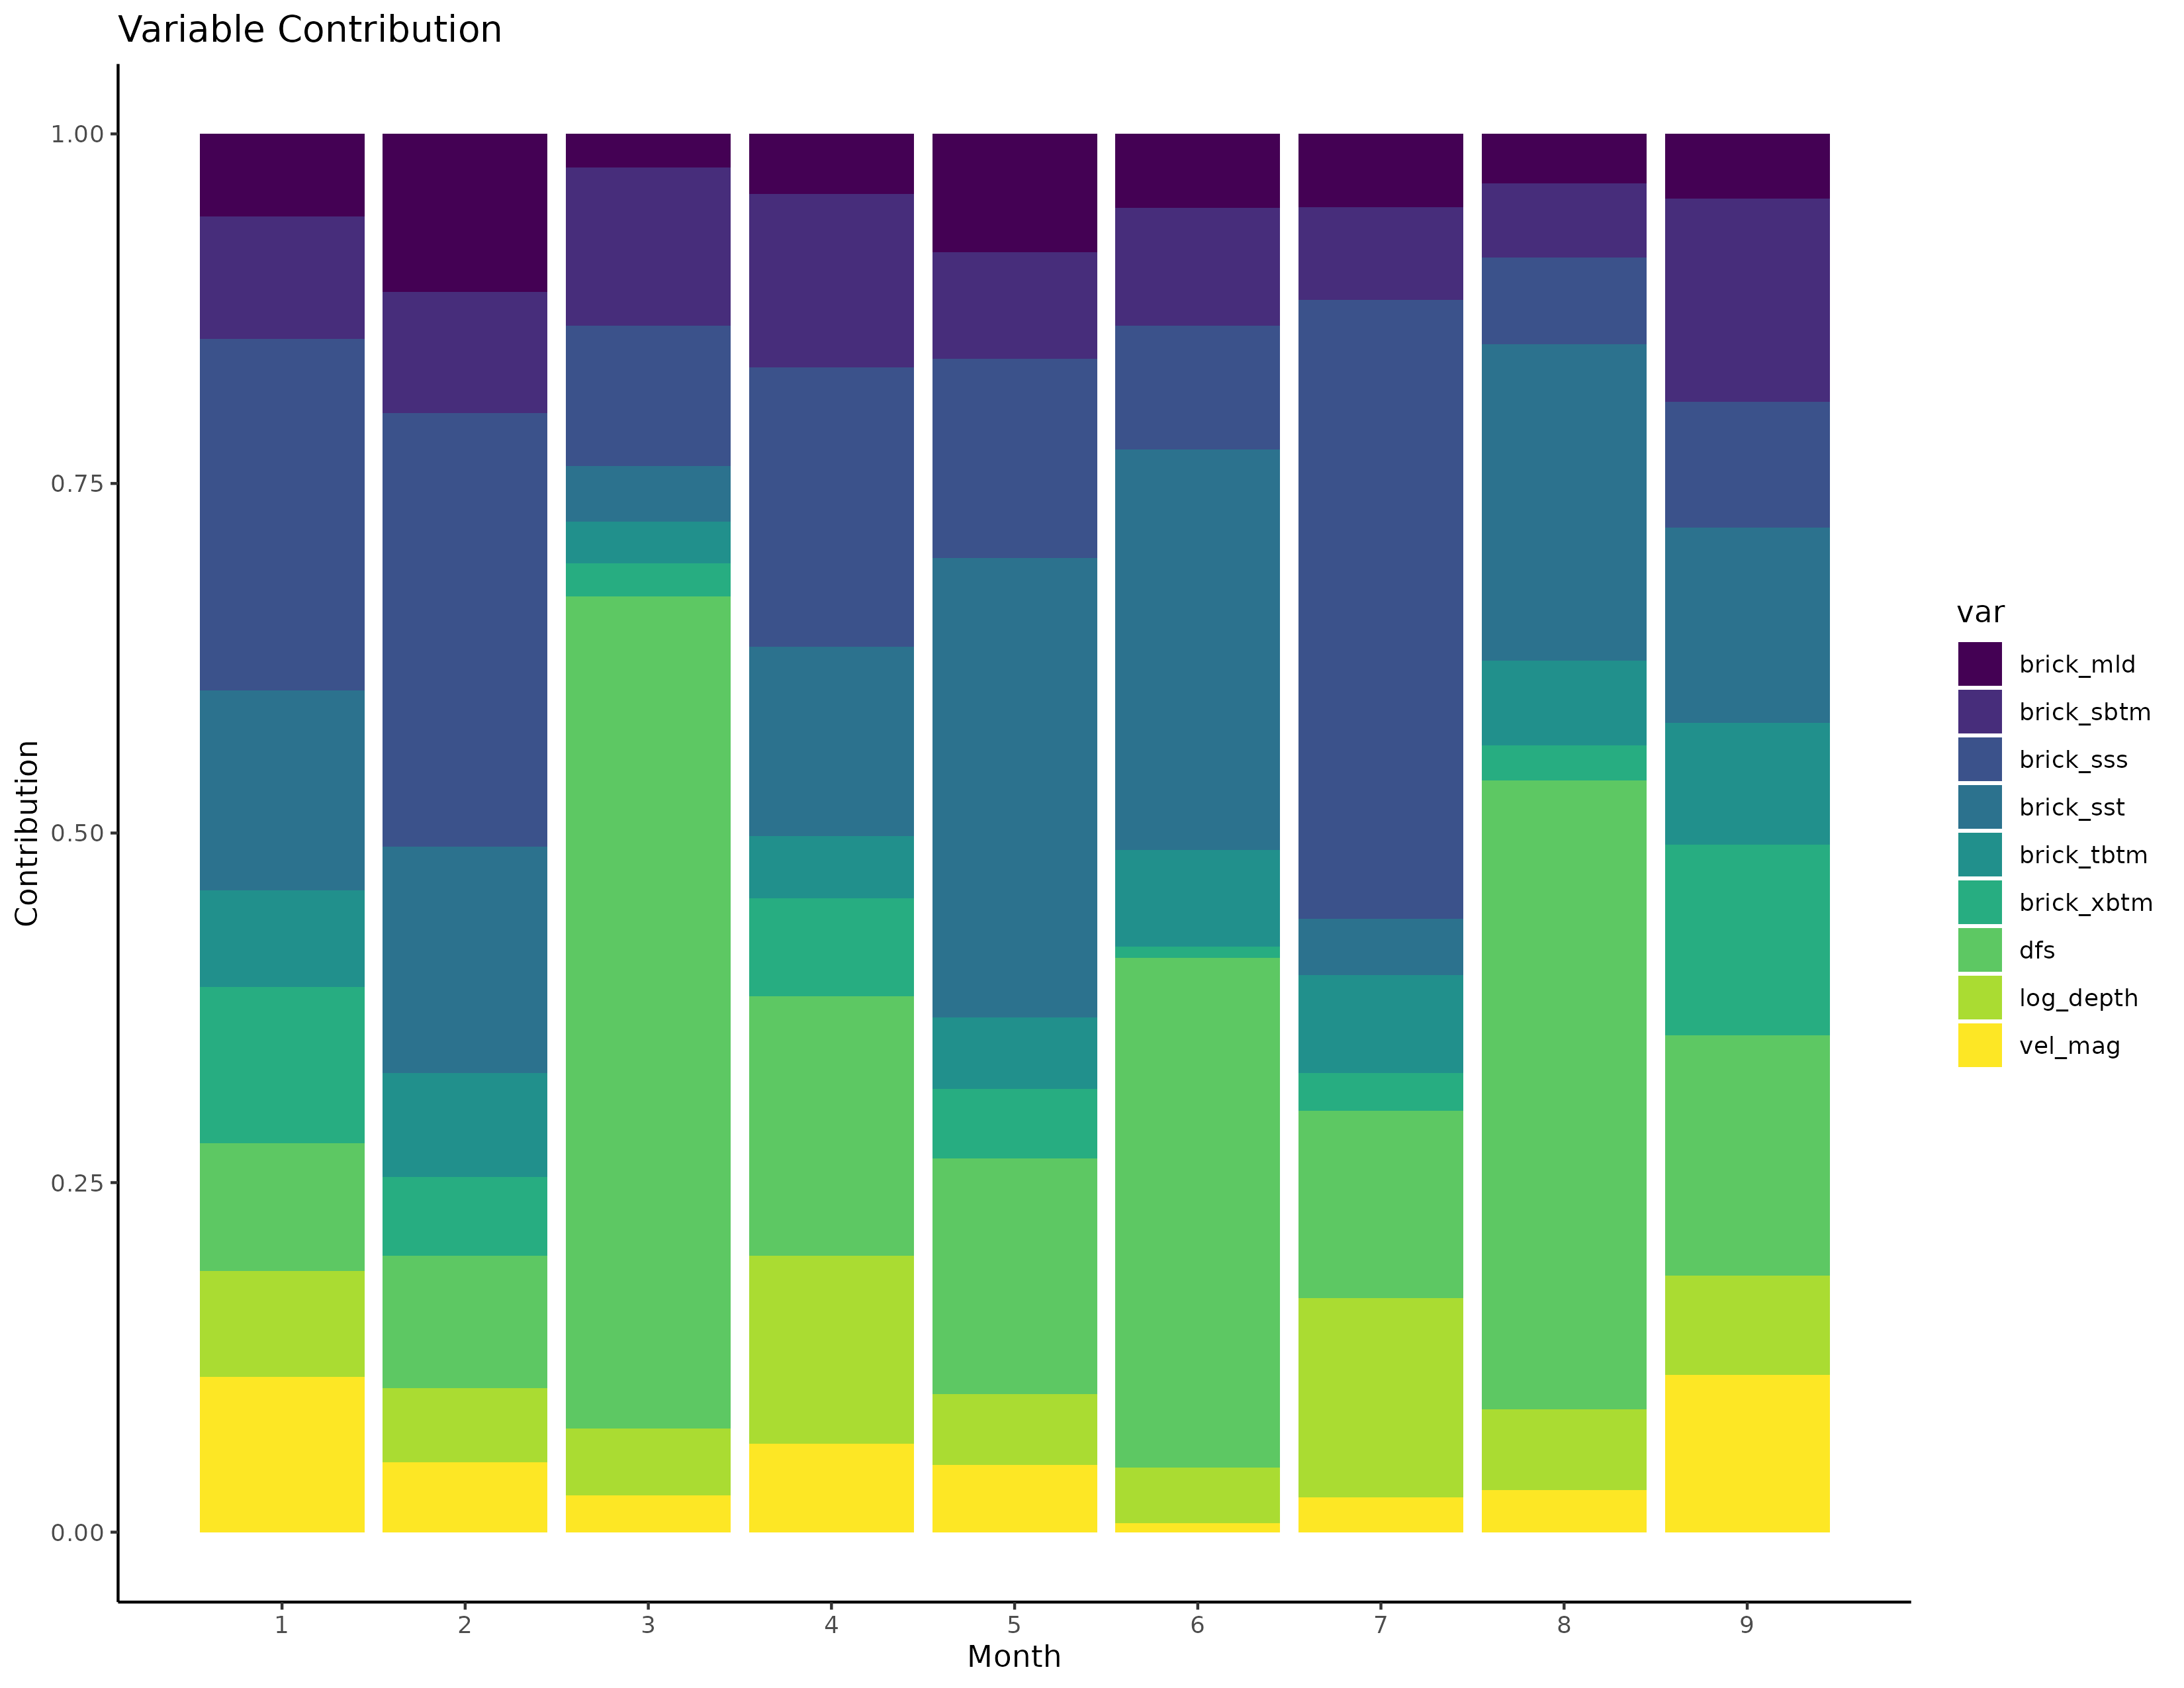 Variable Contribution
1.00
0.75
0.50
0.25
0.00
Contribution
1 2 3 4 5 6 7 8 9
Month
var
brick_mld
brick_sbtm
brick_sss
brick_sst
brick_tbtm
brick_xbtm
dfs
log_depth
vel_mag